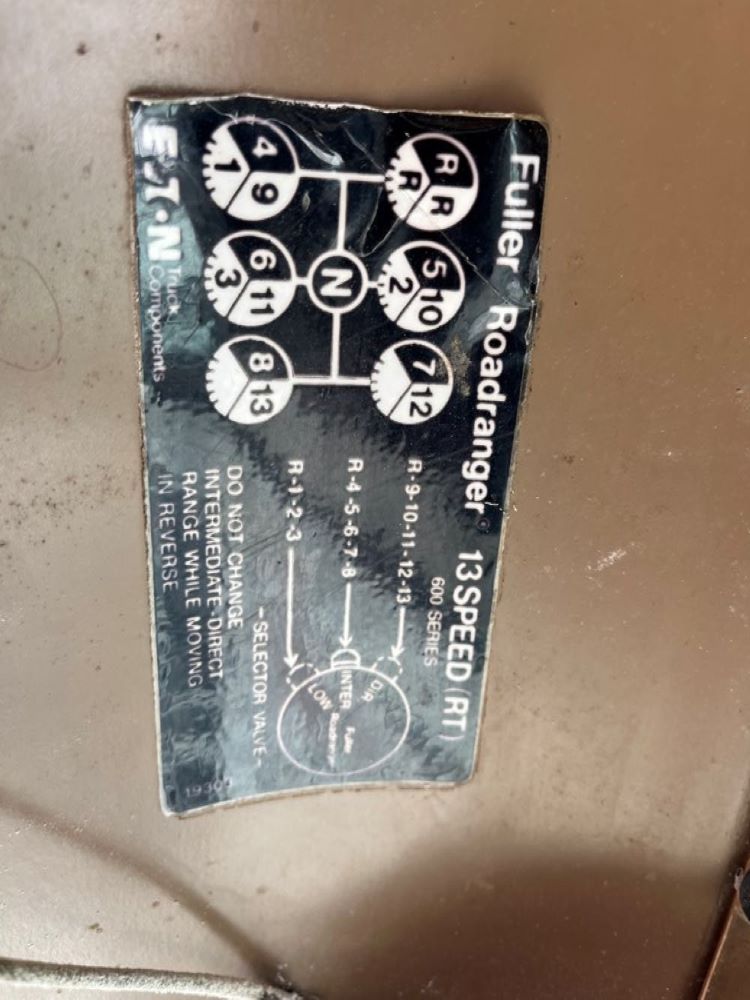 Fuller Roadranger 13 SPEED (RT)
600 SERIES
R R R
5 10 2
7 12
N
4 9 1
6 11 3
8 13
R-9-10-11-12-13
R-4-5-6-7-8
R-1-2-3
DIR
INTER
LOW
Fuller
Roadranger
-SELECTOR VALVE-
DO NOT CHANGE
INTERMEDIATE-DIRECT
RANGE WHILE MOVING
IN REVERSE
E·T·N Truck
Components